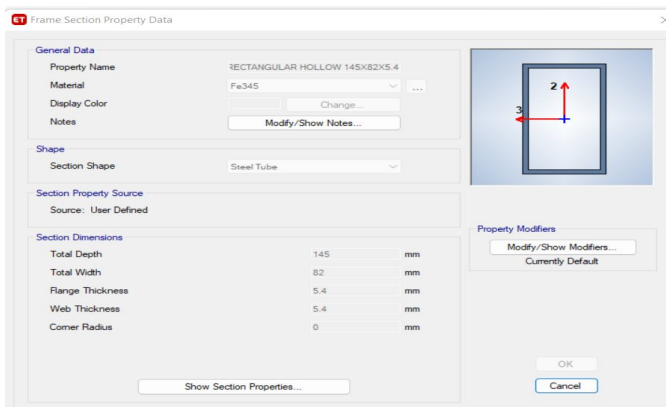 ET Frame Section Property Data
General Data
Property Name RECTANGULAR HOLLOW 145X82X5.4
Material Fe345 ...
Display Color Change...
Notes Modify/Show Notes...
Shape
Section Shape Steel Tube
Section Property Source
Source: User Defined
Section Dimensions
Total Depth 145 mm
Total Width 82 mm
Flange Thickness 5.4 mm
Web Thickness 5.4 mm
Corner Radius 0 mm
Show Section Properties...
2
3
Property Modifiers
Modify/Show Modifiers...
Currently Default
OK
Cancel